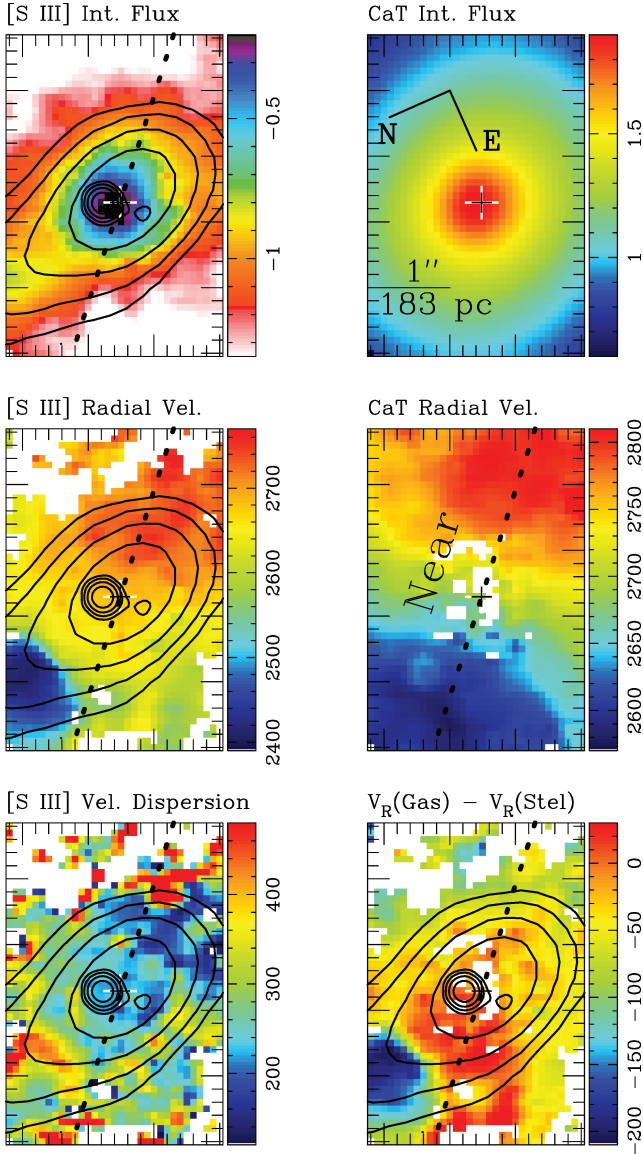 [S III] Int. Flux
CaT Int. Flux
−0.5
−1
N
E
1''
183 pc
1.5
1
[S III] Radial Vel.
CaT Radial Vel.
2700
2600
2500
2400
Near
2800
2750
2700
2650
2600
[S III] Vel. Dispersion
V_R(Gas) − V_R(Stel)
400
300
200
0
−50
−100
−150
−200